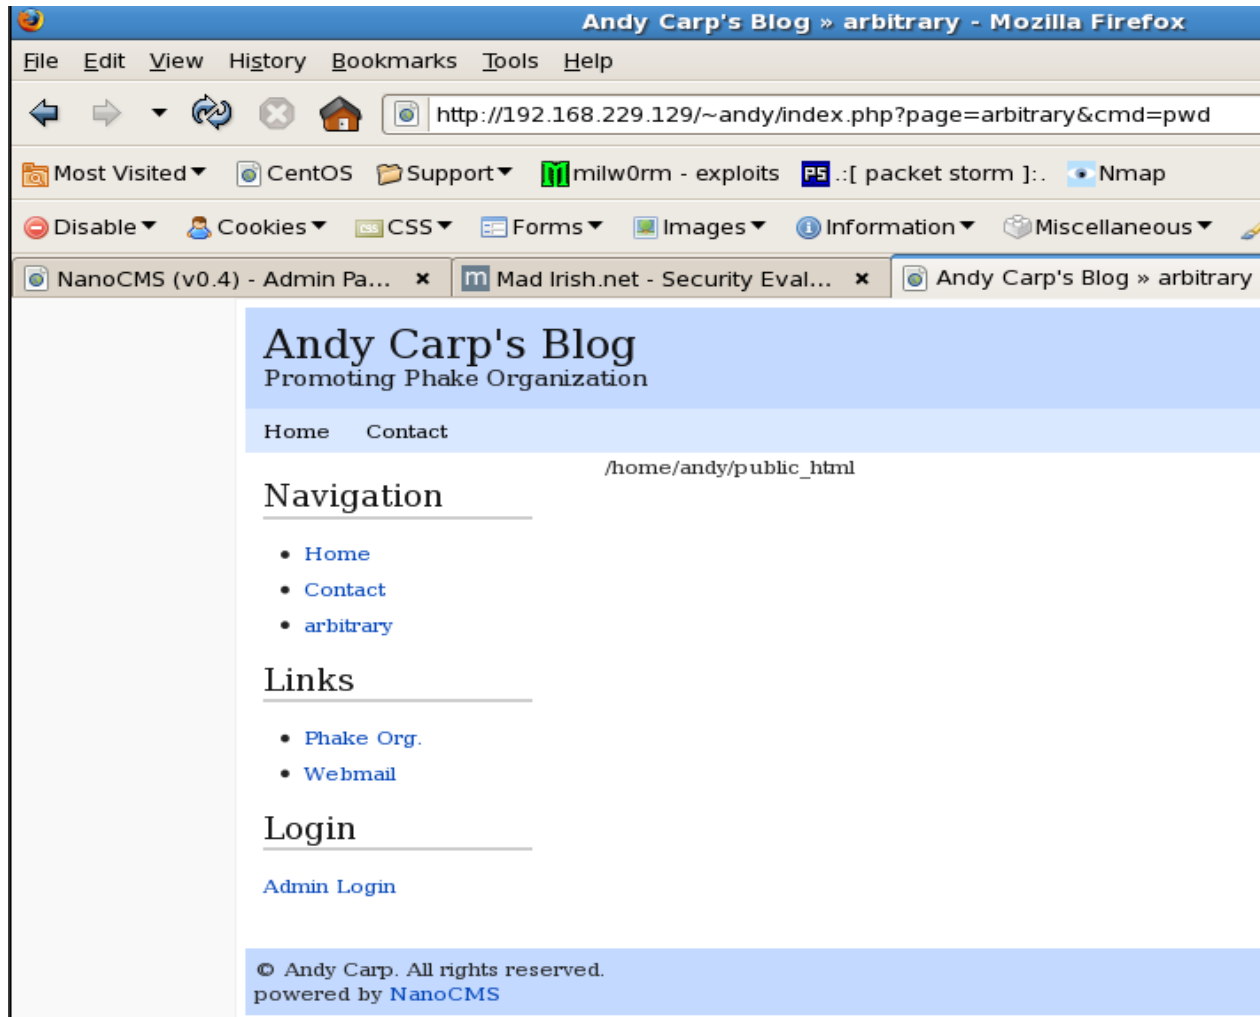 Andy Carp's Blog » arbitrary - Mozilla Firefox
File Edit View History Bookmarks Tools Help
http://192.168.229.129/~andy/index.php?page=arbitrary&cmd=pwd
Most Visited CentOS Support milw0rm - exploits PS .:[ packet storm ]:. Nmap
Disable Cookies CSS CSS Forms Images Information Miscellaneous
NanoCMS (v0.4) - Admin Pa... m Mad Irish.net - Security Eval... Andy Carp's Blog » arbitrary
Andy Carp's Blog
Promoting Phake Organization
Home Contact
/home/andy/public_html
Navigation
Home
Contact
arbitrary
Links
Phake Org.
Webmail
Login
Admin Login
© Andy Carp. All rights reserved.
powered by NanoCMS